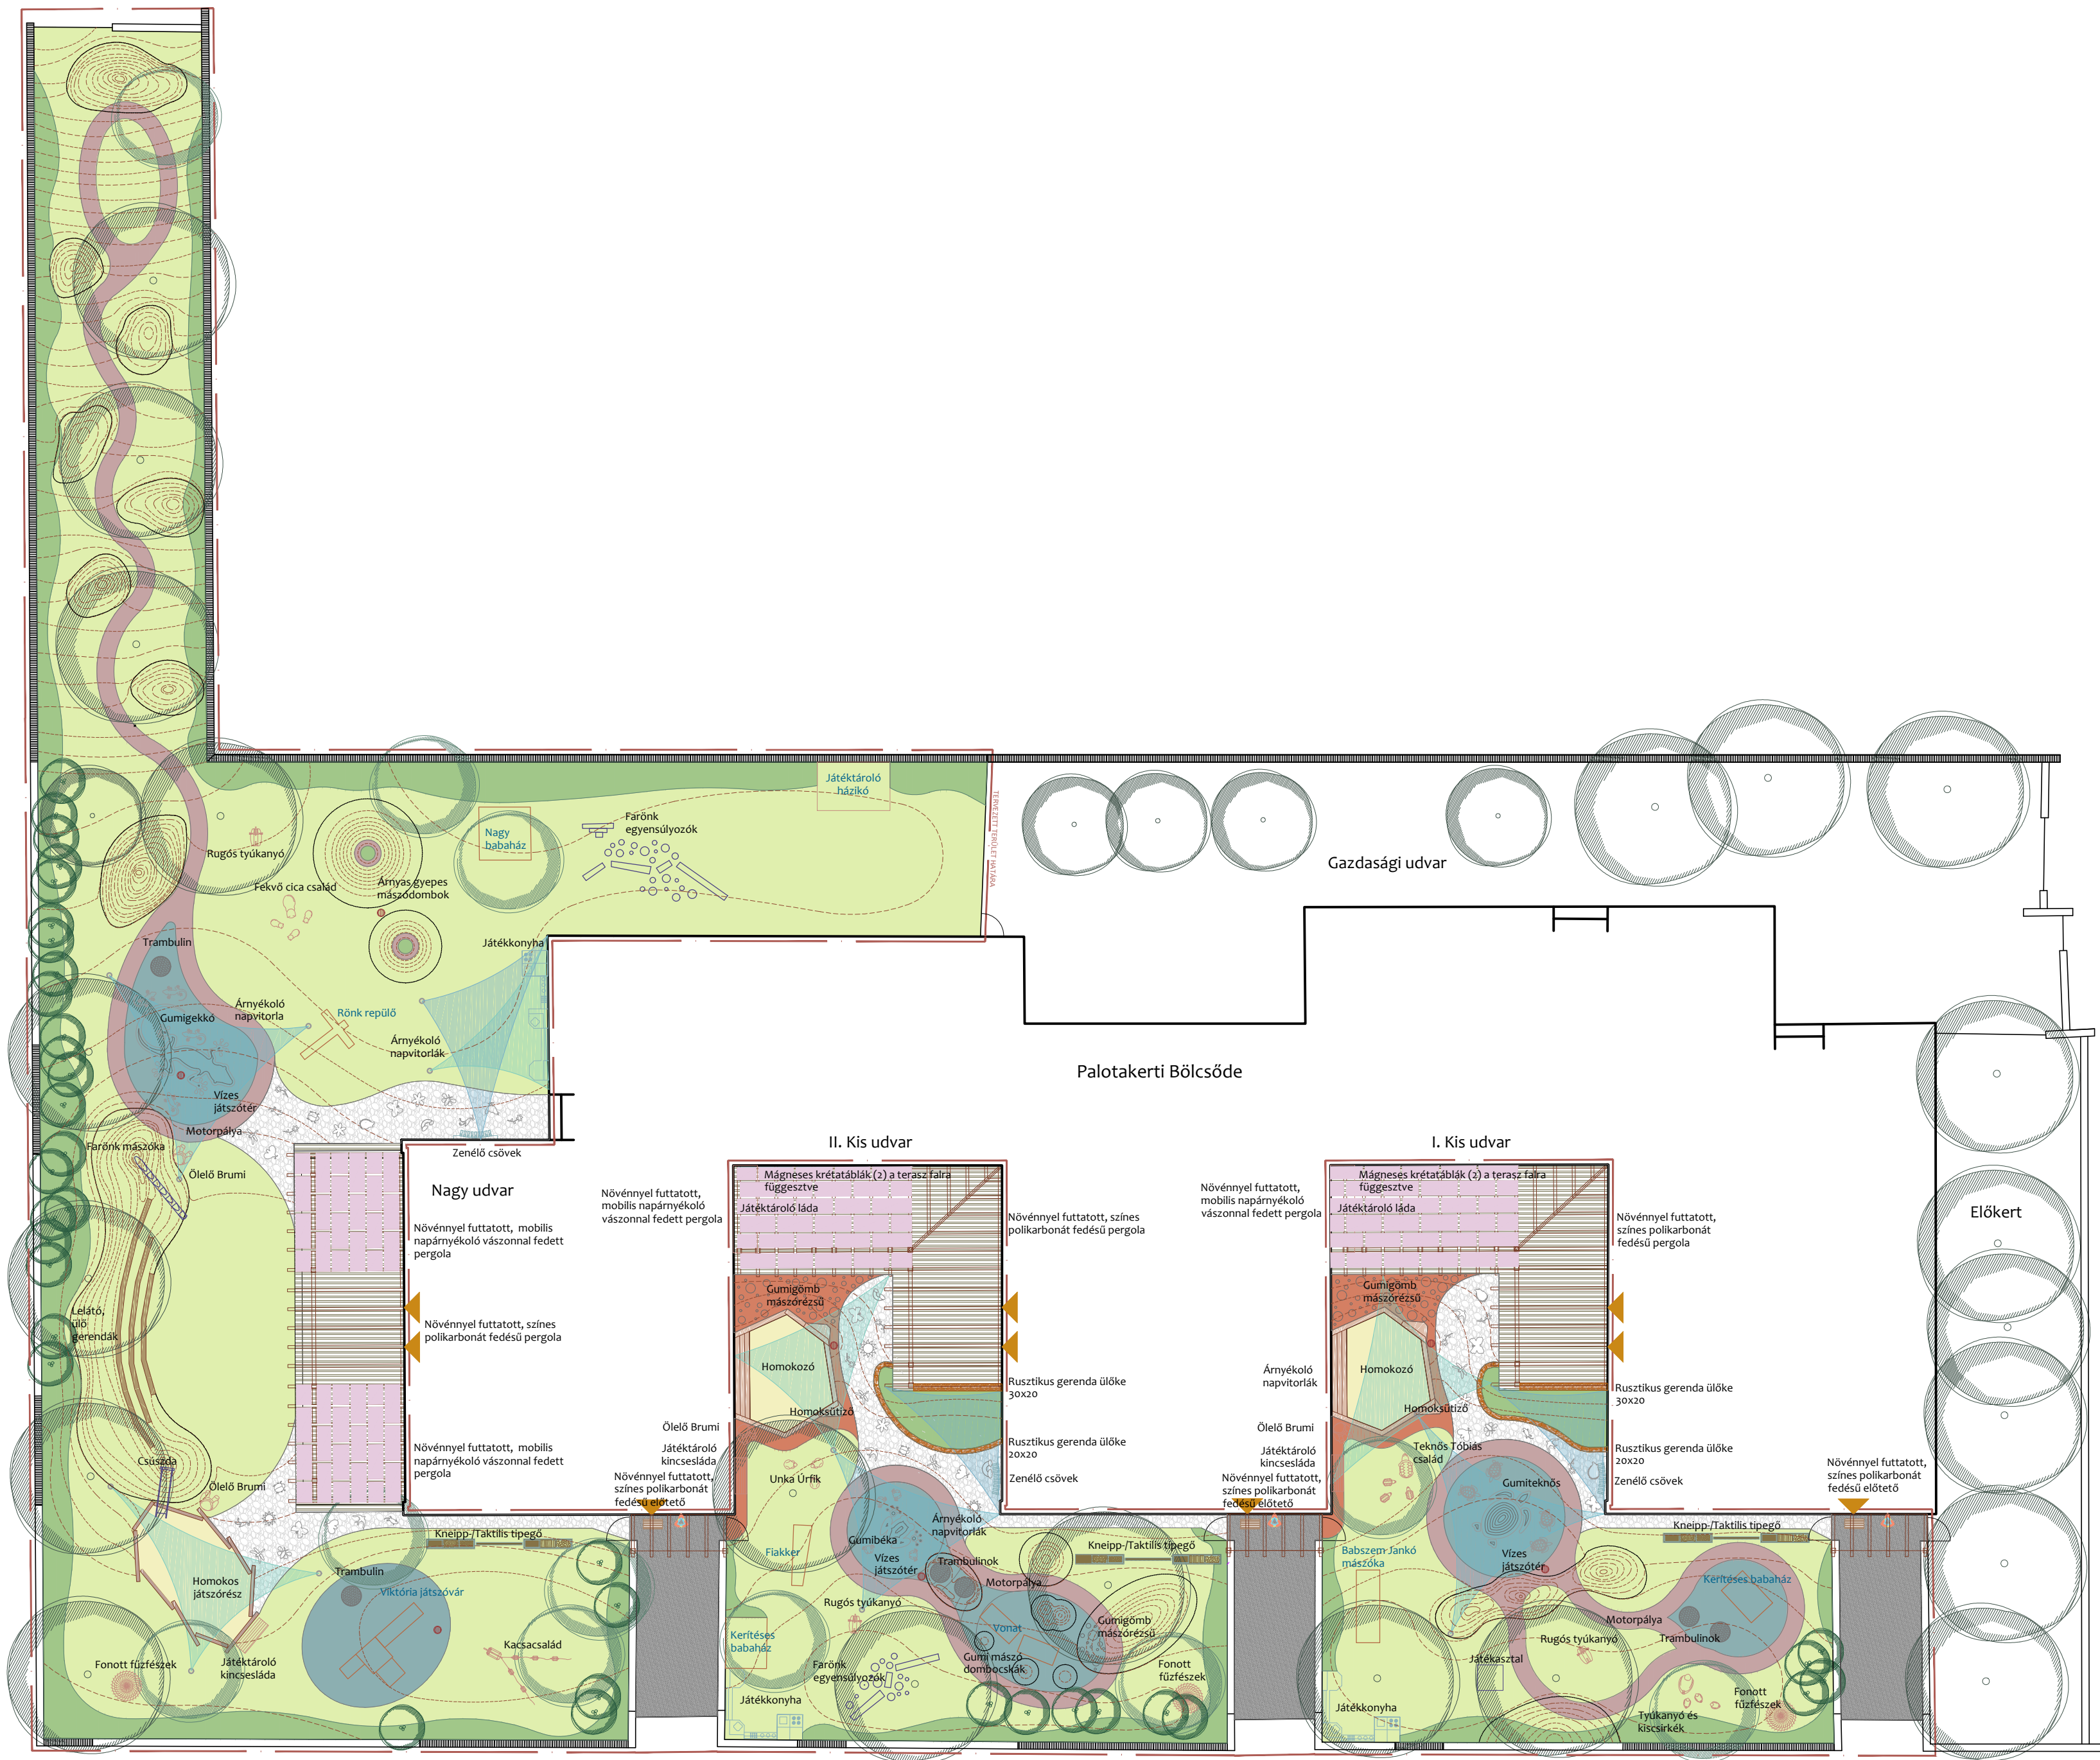 Játéktároló
házikó
Nagy
babaház
Farönk
egyensúlyozók
TERVEZETT TERÜLET HATÁRA
Gazdasági udvar
Rugós tyúkanyó
Fekvő cica család
Árnyas gyepes
mászódombok
Trambulin
Játékkonyha
Árnyékoló
napvitorla
Rönk repülő
Gumigekkó
Árnyékoló
napvitorlák
Palotakerti Bölcsőde
Vízes
játszótér
Motorpálya
Farönk mászóka
Ölelő Brumi
Zenélő csövek
Nagy udvar
II. Kis udvar
I. Kis udvar
Előkert
Növénnyel futtatott, mobilis
napárnyékoló vászonnal fedett
pergola
Növénnyel futtatott,
mobilis napárnyékoló
vászonnal fedett pergola
Mágneses krétatáblák (2) a terasz falra
függesztve
Játéktároló láda
Növénnyel futtatott, színes
polikarbonát fedésű pergola
Növénnyel futtatott,
mobilis napárnyékoló
vászonnal fedett pergola
Mágneses krétatáblák (2) a terasz falra
függesztve
Játéktároló láda
Növénnyel futtatott,
színes polikarbonát
fedésű pergola
Lelátó,
ülő
gerendák
Növénnyel futtatott, színes
polikarbonát fedésű pergola
Gumigömb
mászórézsű
Homokozó
Homoksütiző
Rusztikus gerenda ülőke
30x20
Rusztikus gerenda ülőke
20x20
Zenélő csövek
Gumigömb
mászórézsű
Árnyékoló
napvitorlák
Homokozó
Homoksütiző
Rusztikus gerenda ülőke
30x20
Rusztikus gerenda ülőke
20x20
Zenélő csövek
Csúszda
Ölelő Brumi
Növénnyel futtatott, mobilis
napárnyékoló vászonnal fedett
pergola
Ölelő Brumi
Játéktároló
kincsesláda
Növénnyel futtatott,
színes polikarbonát
fedésű előtető
Unka Úrfik
Ölelő Brumi
Játéktároló
kincsesláda
Növénnyel futtatott,
színes polikarbonát
fedésű előtető
Teknős Tóbiás
család
Gumiteknős
Növénnyel futtatott,
színes polikarbonát
fedésű előtető
Kneipp-/Taktilis tipegő
Trambulin
Viktória játszóvár
Homokos
játszórész
Kacsacsalád
Fonott fűzfészek
Játéktároló
kincsesláda
Fiakker
Gumibéka
Árnyékoló
napvitorlák
Vízes
játszótér
Trambulinok
Kneipp-/Taktilis tipegő
Motorpálya
Rugós tyúkanyó
Kerítéses
babaház
Vonat
Gumigömb
mászórézsű
Farönk
egyensúlyozók
Gumi mászó
dombocskák
Fonott
fűzfészek
Játékkonyha
Babszem Jankó
mászóka
Vízes
játszótér
Kneipp-/Taktilis tipegő
Kerítéses babaház
Motorpálya
Rugós tyúkanyó
Trambulinok
Játékasztal
Játékkonyha
Tyúkanyó és
kiscsirkék
Fonott
fűzfészek